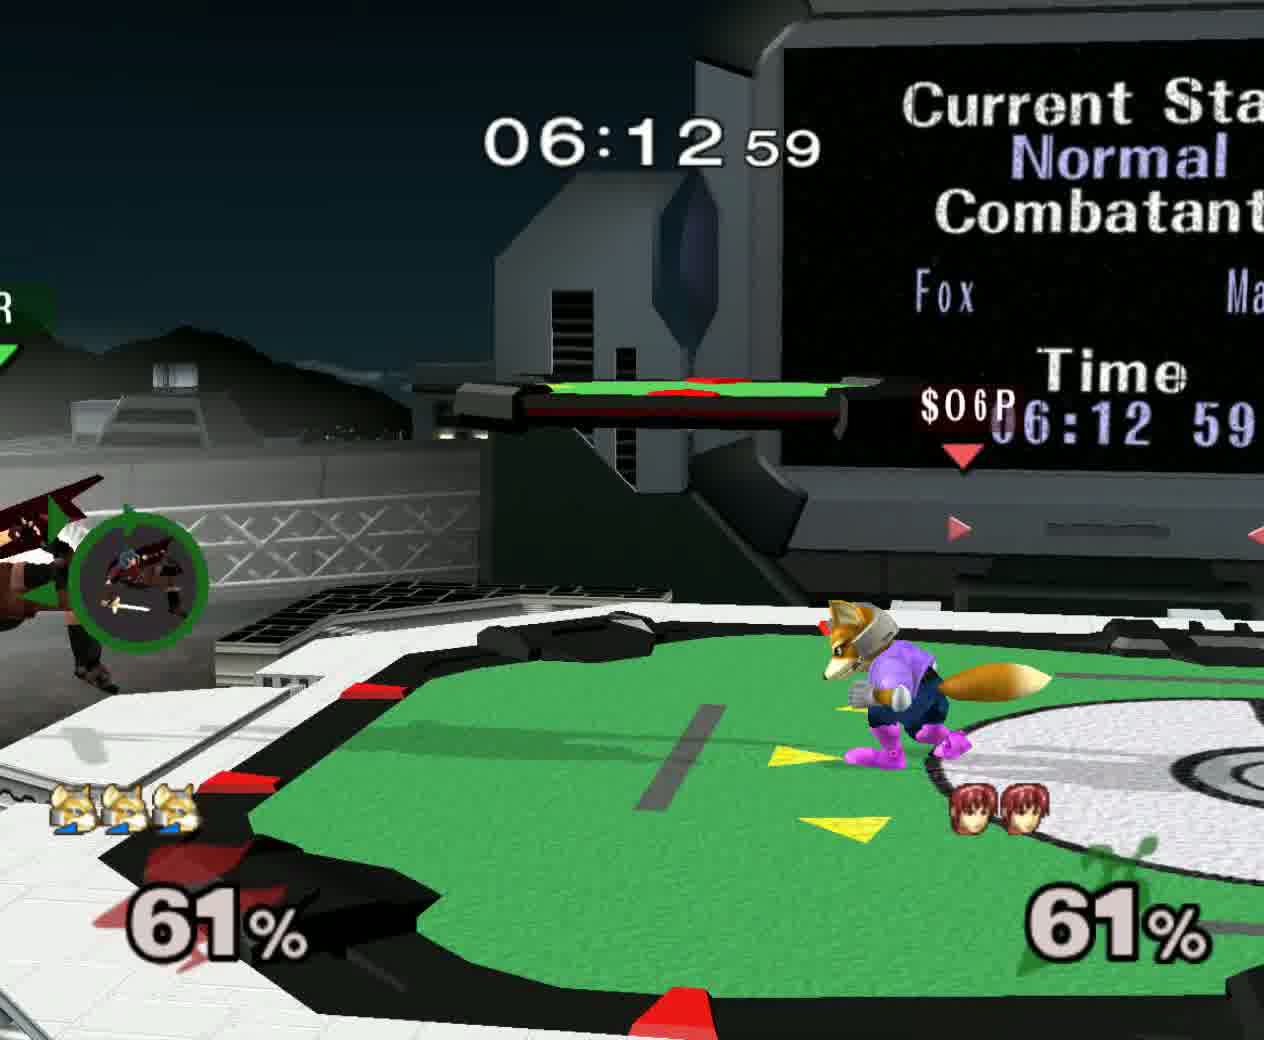 Current Sta
Normal
Combatant
Fox Ma
Time
06:12 59
06:12 59
R
$06P
61%
61%